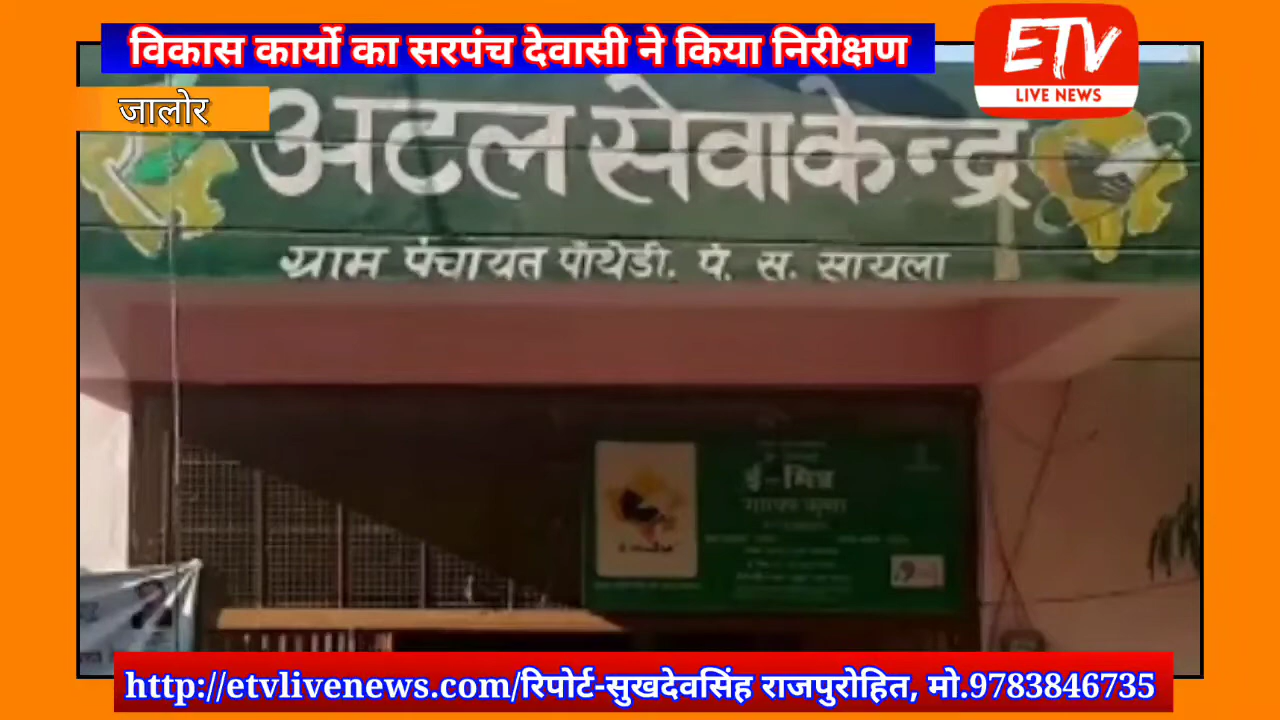 विकास कार्यो का सरपंच देवासी ने किया निरीक्षण
ETV
LIVE NEWS
जालोर
अटल सेवा केन्द्र
ग्राम पंचायत पौथेडी. पं. स. सायला
ई-मित्र
http://etvlivenews.com/रिपोर्ट-सुखदेवसिंह राजपुरोहित, मो.9783846735